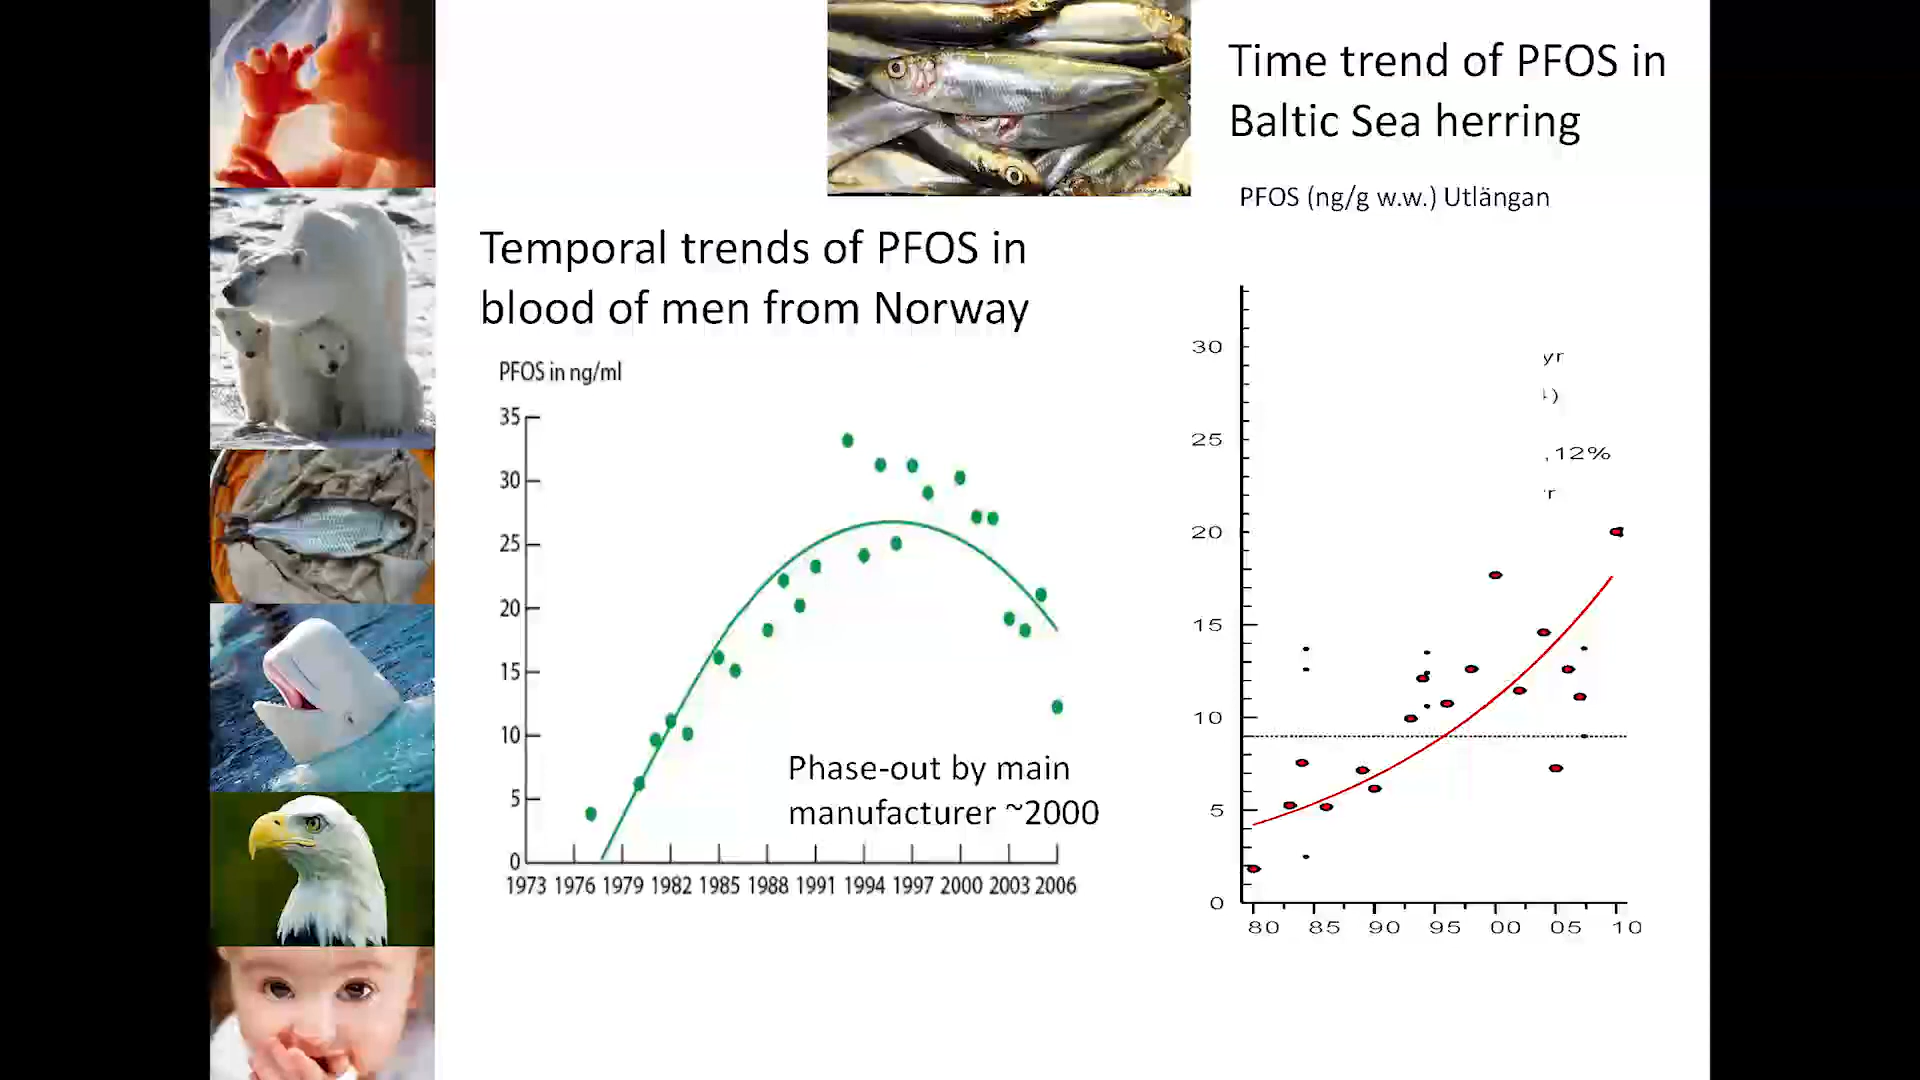 Time trend of PFOS in
Baltic Sea herring
PFOS (ng/g w.w.) Utlängan
Temporal trends of PFOS in
blood of men from Norway
PFOS in ng/ml
35
30
25
20
15
10
5
0
1973 1976 1979 1982 1985 1988 1991 1994 1997 2000 2003 2006
Phase-out by main
manufacturer ~2000
30
25
20
15
10
5
0
80 85 90 95 00 05 10
yr
12%